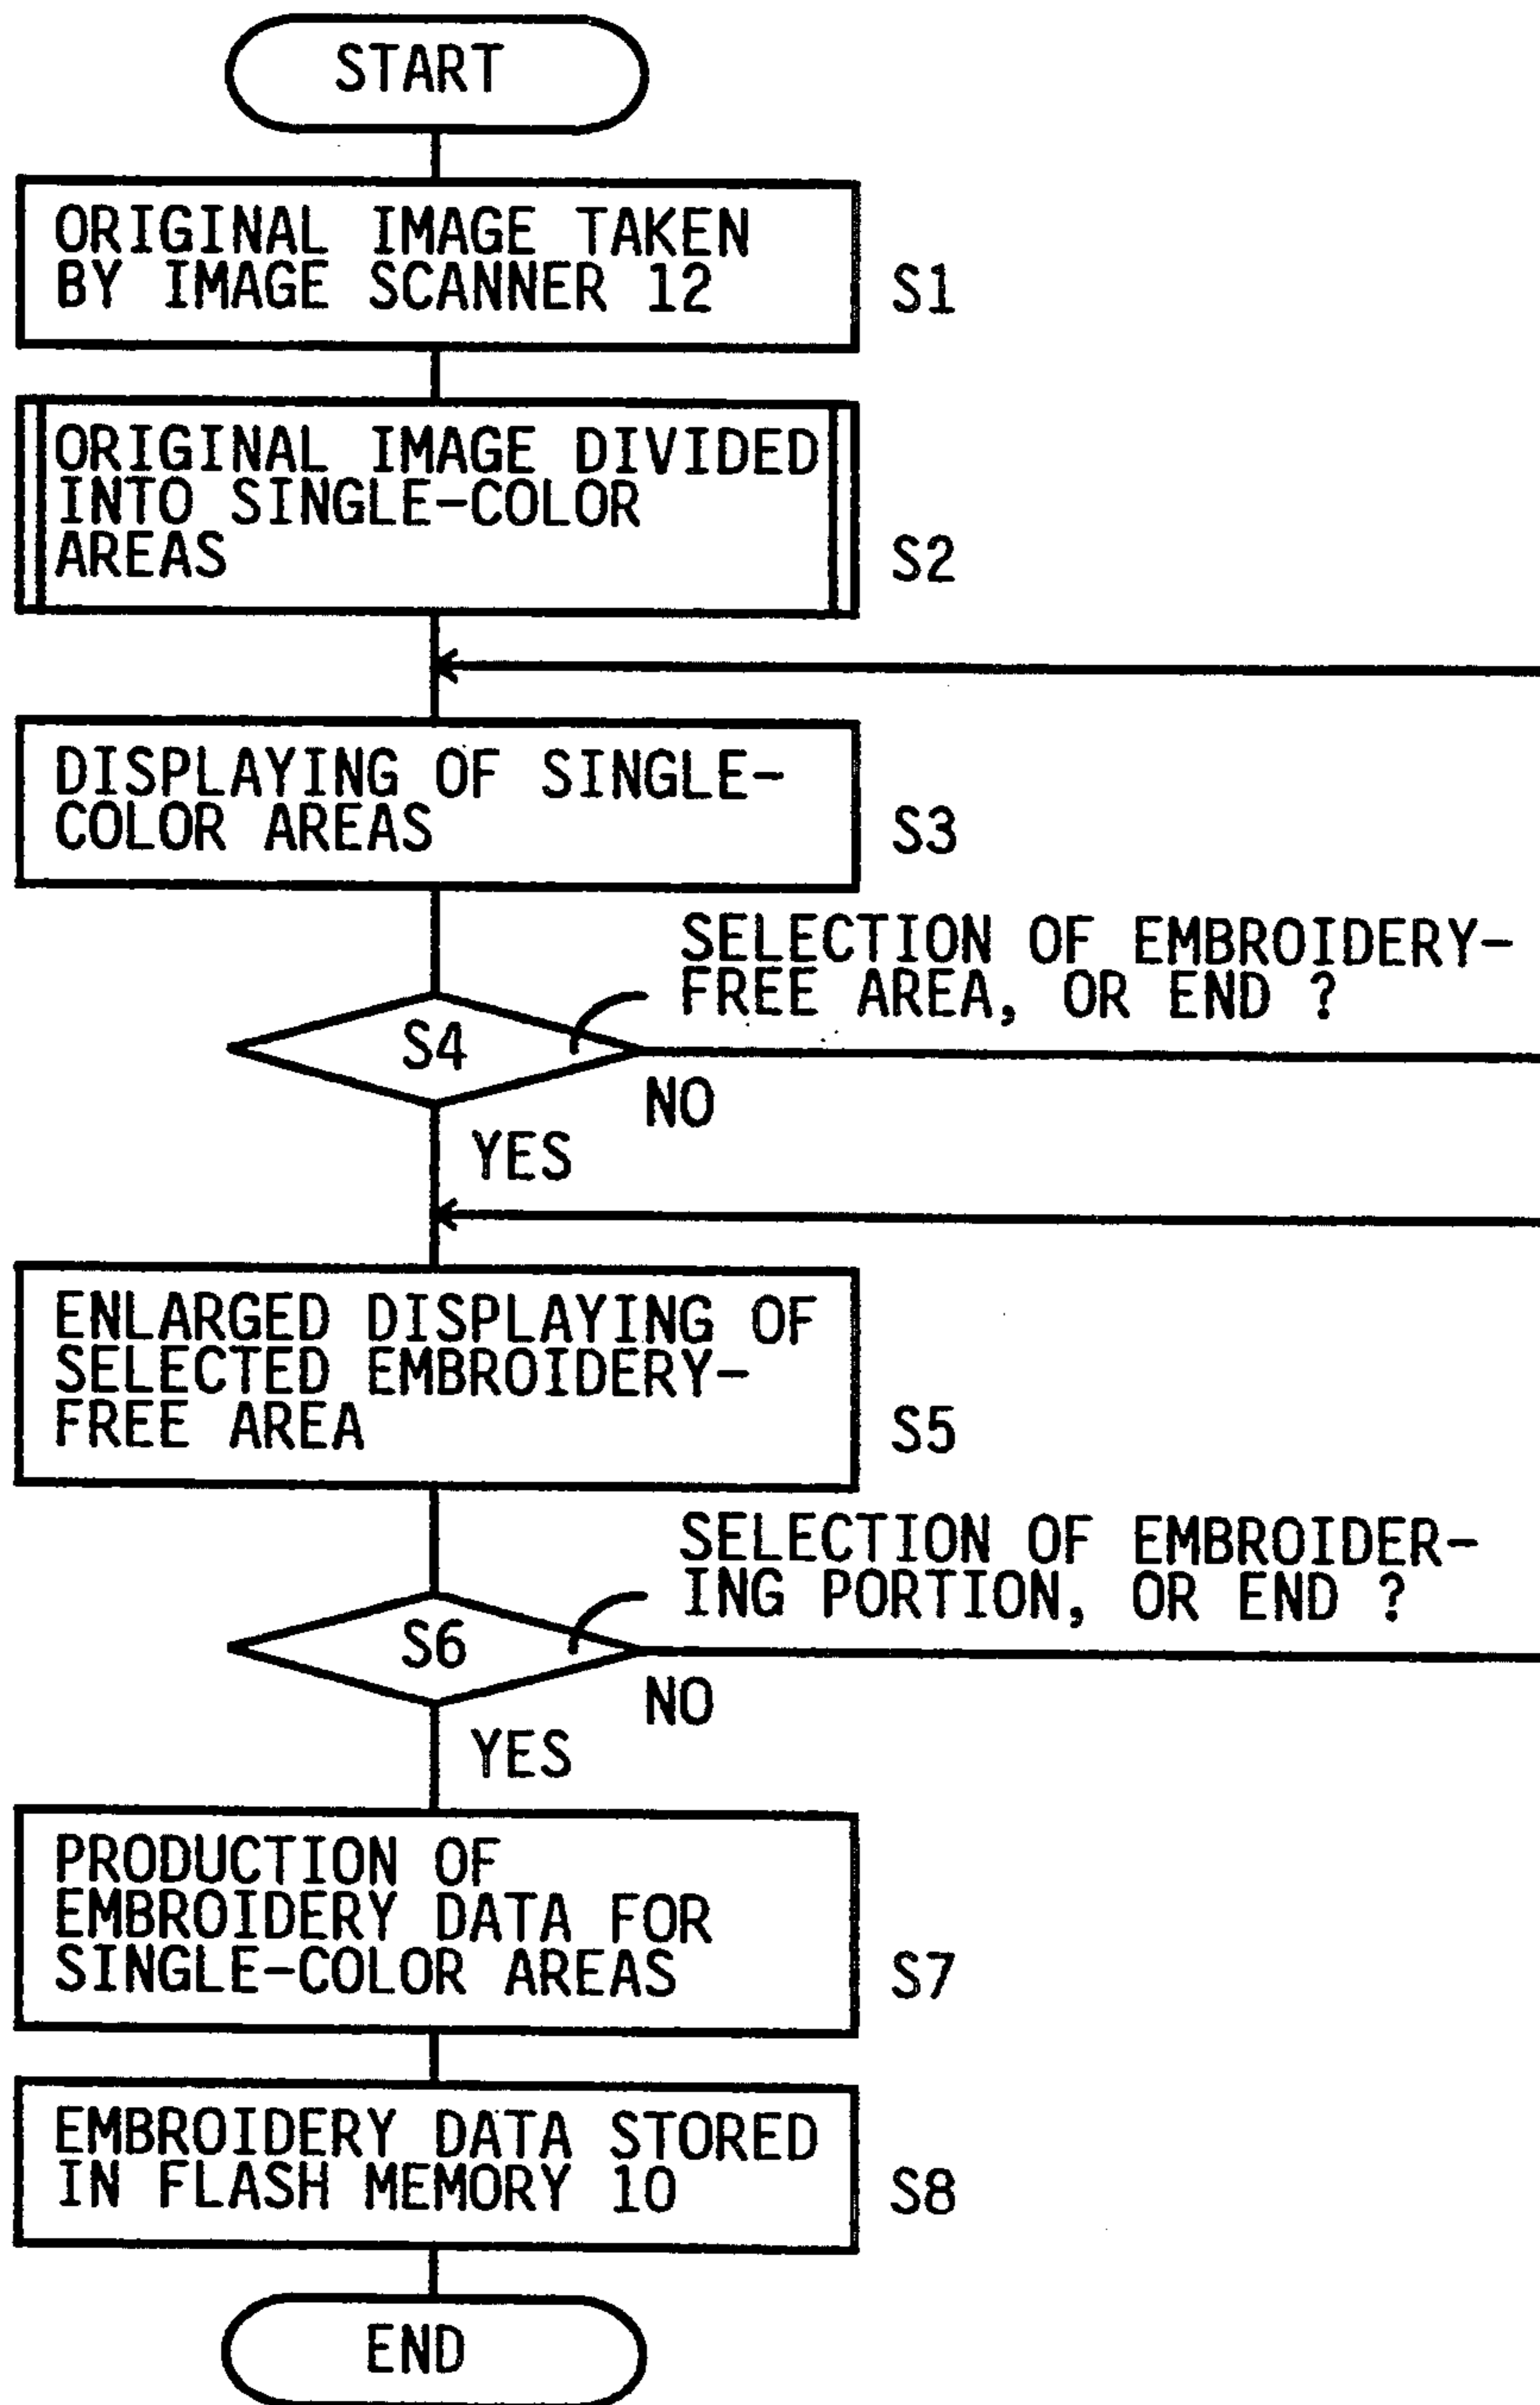 START
ORIGINAL IMAGE TAKEN
BY IMAGE SCANNER 12
S1
ORIGINAL IMAGE DIVIDED
INTO SINGLE-COLOR
AREAS
S2
DISPLAYING OF SINGLE-
COLOR AREAS
S3
SELECTION OF EMBROIDERY-
FREE AREA, OR END ?
S4
NO
YES
ENLARGED DISPLAYING OF
SELECTED EMBROIDERY-
FREE AREA
S5
SELECTION OF EMBROIDER-
ING PORTION, OR END ?
S6
NO
YES
PRODUCTION OF
EMBROIDERY DATA FOR
SINGLE-COLOR AREAS
S7
EMBROIDERY DATA STORED
IN FLASH MEMORY 10
S8
END